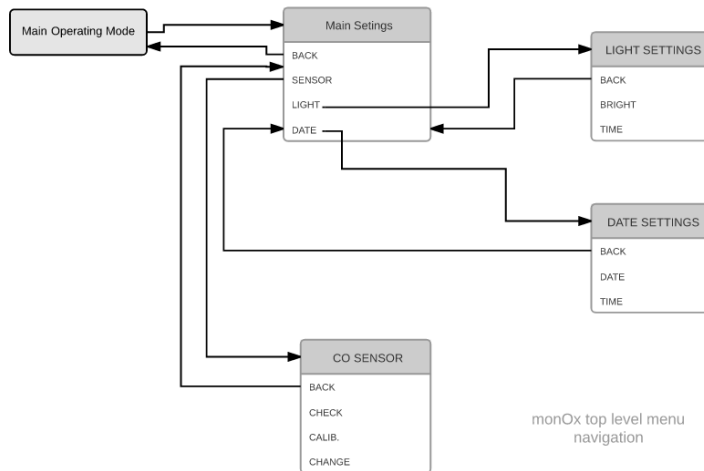 Main Operating Mode
Main Setings
BACK
SENSOR
LIGHT
DATE
LIGHT SETTINGS
BACK
BRIGHT
TIME
DATE SETTINGS
BACK
DATE
TIME
CO SENSOR
BACK
CHECK
CALIB.
CHANGE
monOx top level menu
navigation